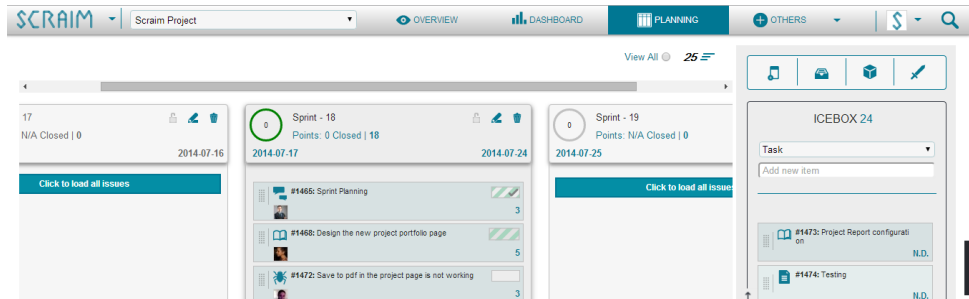 SCRAIM
Scraim Project
OVERVIEW
DASHBOARD
PLANNING
OTHERS
View All
25
17
N/A Closed | 0
2014-07-16
Click to load all issues
0
Sprint - 18
Points: 0 Closed | 18
2014-07-17
2014-07-24
#1465: Sprint Planning
3
#1468: Design the new project portfolio page
5
#1472: Save to pdf in the project page is not working
3
0
Sprint - 19
Points: N/A Closed | 0
2014-07-25
Click to load all issues
ICEBOX 24
Task
Add new item
#1473: Project Report configurati
on
N.D.
#1474: Testing
N.D.